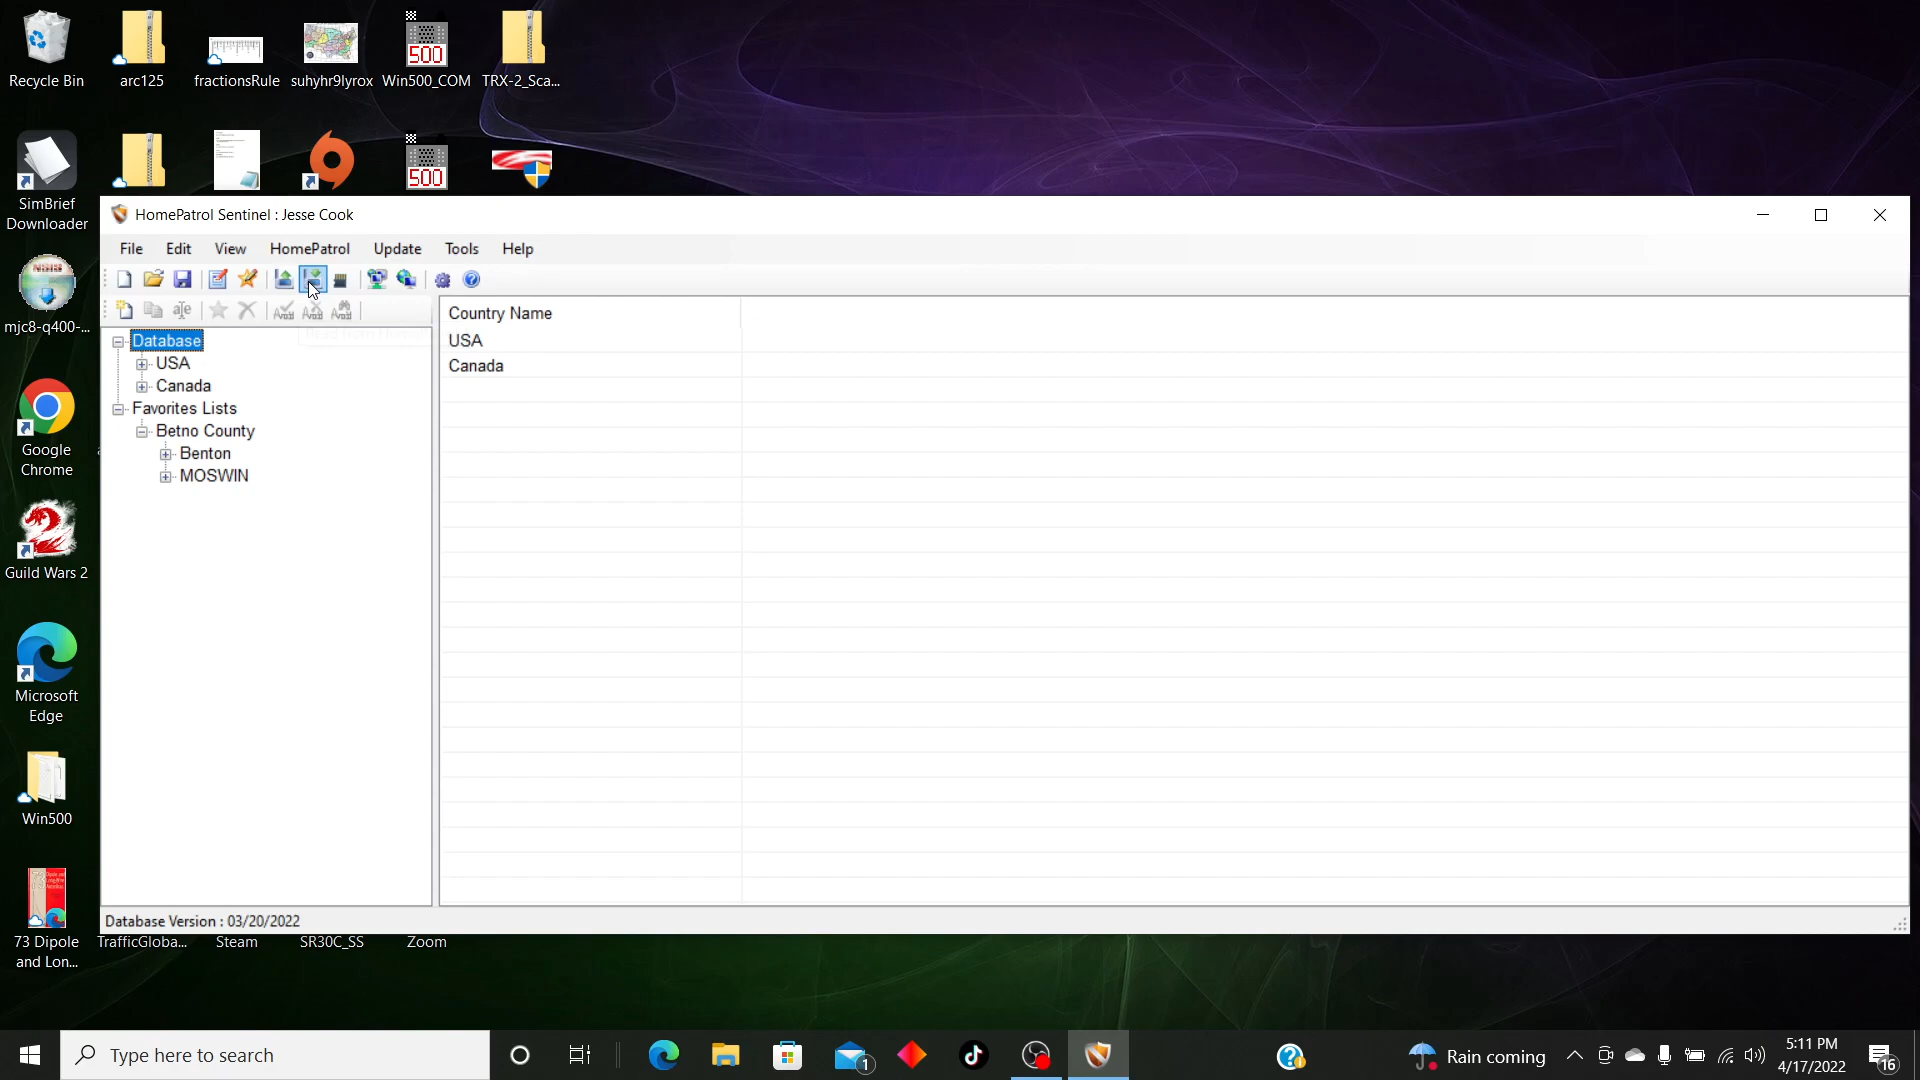 Recycle Bin
arc125
fractionsRule
suhyhr9lyrox
500
Win500_COM
TRX-2_Sca...
500
SimBrief
Downloader
HomePatrol Sentinel : Jesse Cook
File Edit View HomePatrol Update Tools Help
Country Name
Database
USA
USA
Canada
Canada
Favorites Lists
Betno County
Benton
MOSWIN
mjc8-q400-...
Google
Chrome
Guild Wars 2
Microsoft
Edge
Win500
Database Version : 03/20/2022
73 Dipole
and Lon...
TrafficGloba...
Steam
SR30C_SS
Zoom
Type here to search
1
Rain coming
5:11 PM
4/17/2022
16